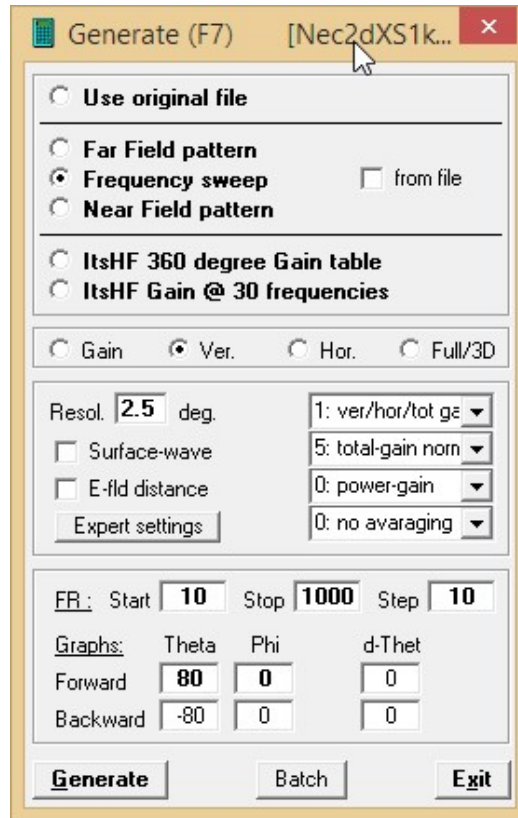 Generate (F7) [Nec2dXS1k...
Use original file
Far Field pattern
Frequency sweep from file
Near Field pattern
ItsHF 360 degree Gain table
ItsHF Gain @ 30 frequencies
Gain Ver. Hor. Full/3D
Resol. 2.5 deg. 1: ver/hor/tot ga
Surface-wave 5: total-gain norn
E-fld distance 0: power-gain
Expert settings 0: no avaraging
FR : Start 10 Stop 1000 Step 10
Graphs: Theta Phi d-Thet
Forward 80 0 0
Backward -80 0 0
Generate Batch Exit